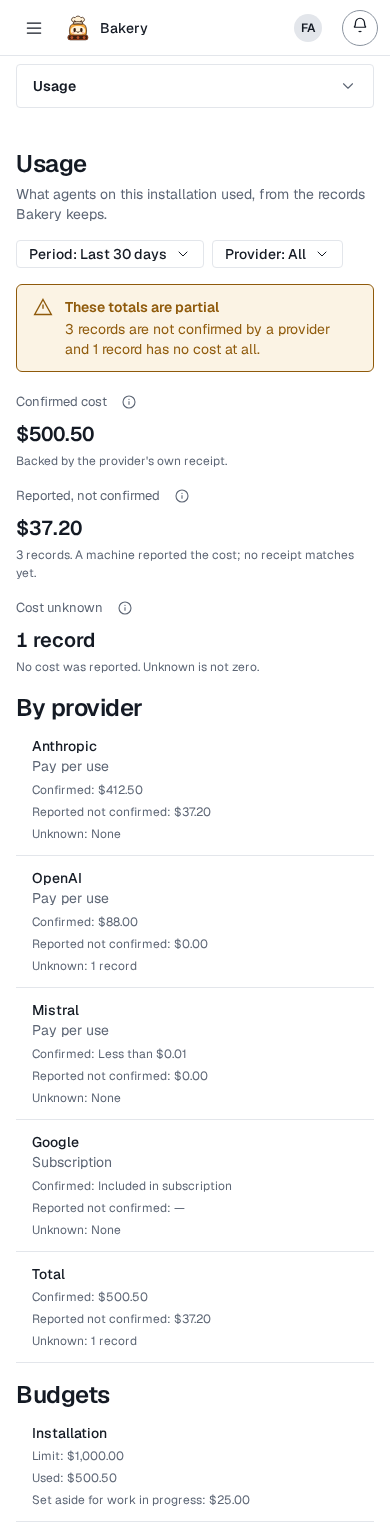 Bakery
FA
Usage
Usage
What agents on this installation used, from the records
Bakery keeps.
Period: Last 30 days
Provider: All
These totals are partial
3 records are not confirmed by a provider
and 1 record has no cost at all.
Confirmed cost
$500.50
Backed by the provider's own receipt.
Reported, not confirmed
$37.20
3 records. A machine reported the cost; no receipt matches
yet.
Cost unknown
1 record
No cost was reported. Unknown is not zero.
By provider
Anthropic
Pay per use
Confirmed: $412.50
Reported not confirmed: $37.20
Unknown: None
OpenAI
Pay per use
Confirmed: $88.00
Reported not confirmed: $0.00
Unknown: 1 record
Mistral
Pay per use
Confirmed: Less than $0.01
Reported not confirmed: $0.00
Unknown: None
Google
Subscription
Confirmed: Included in subscription
Reported not confirmed: —
Unknown: None
Total
Confirmed: $500.50
Reported not confirmed: $37.20
Unknown: 1 record
Budgets
Installation
Limit: $1,000.00
Used: $500.50
Set aside for work in progress: $25.00